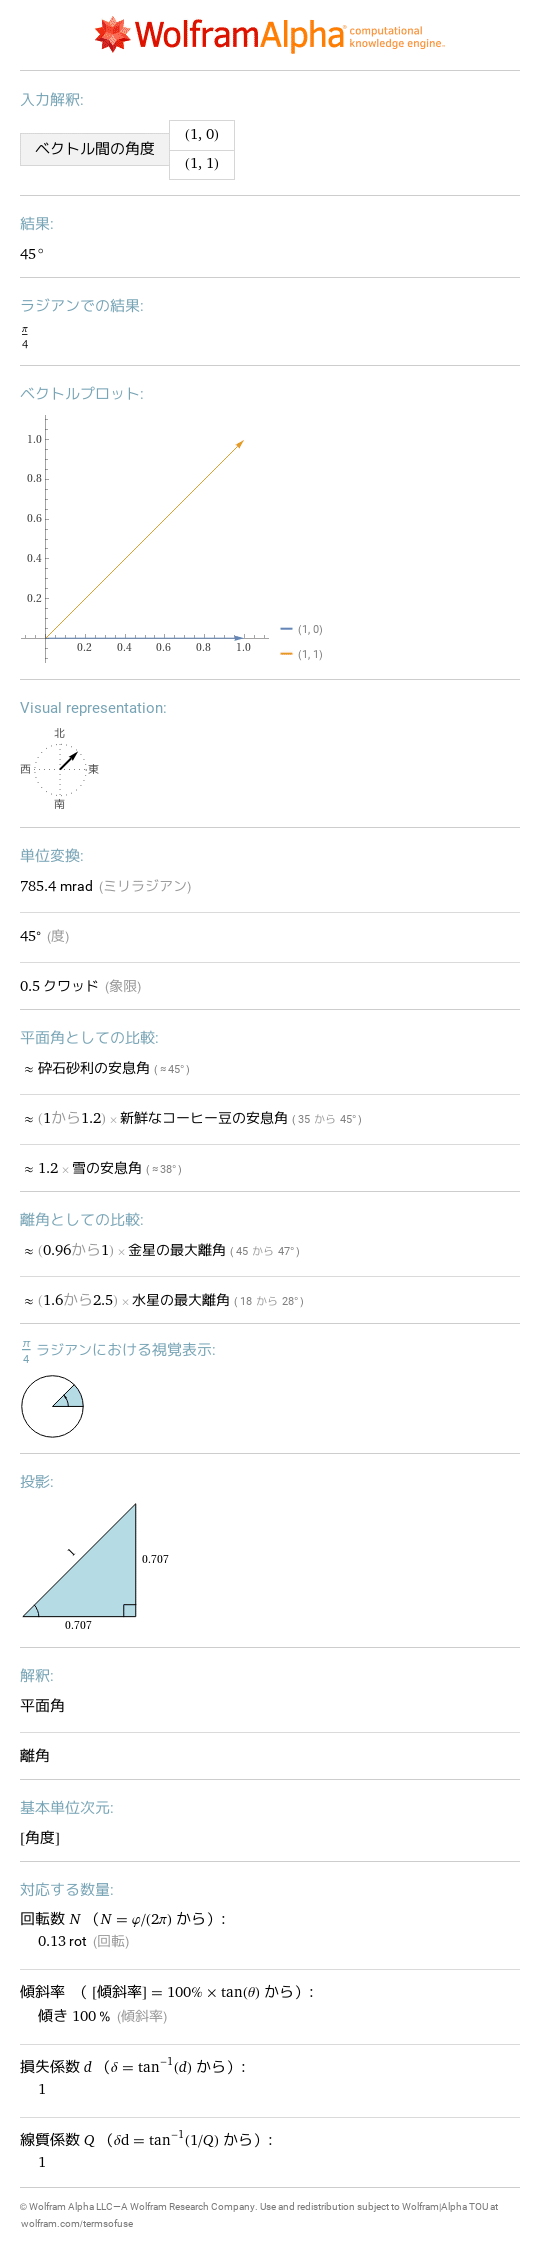 WolframAlpha computational
knowledge engine.
入力解釈:
ベクトル間の角度
(1, 0)
(1, 1)
結果:
45°
ラジアンでの結果:
π
4
ベクトルプロット:
1.0
0.8
0.6
0.4
0.2
0.2 0.4 0.6 0.8 1.0
(1, 0)
(1, 1)
Visual representation:
北
西 東
南
単位変換:
785.4 mrad (ミリラジアン)
45° (度)
0.5 クワッド (象限)
平面角としての比較:
≈ 砕石砂利の安息角 (≈45°)
≈ (1から1.2) × 新鮮なコーヒー豆の安息角 (35 から 45°)
≈ 1.2 × 雪の安息角 (≈38°)
離角としての比較:
≈ (0.96から1) × 金星の最大離角 (45 から 47°)
≈ (1.6から2.5) × 水星の最大離角 (18 から 28°)
π
4 ラジアンにおける視覚表示:
投影:
1
0.707
0.707
解釈:
平面角
離角
基本単位次元:
[角度]
対応する数量:
回転数 N （N = φ/(2π) から）:
0.13 rot (回転)
傾斜率 （ [傾斜率] = 100% × tan(θ) から）:
傾き 100 % (傾斜率)
損失係数 d （δ = tan⁻¹(d) から）:
1
線質係数 Q （δd = tan⁻¹(1/Q) から）:
1
© Wolfram Alpha LLC—A Wolfram Research Company. Use and redistribution subject to Wolfram|Alpha TOU at
wolfram.com/termsofuse